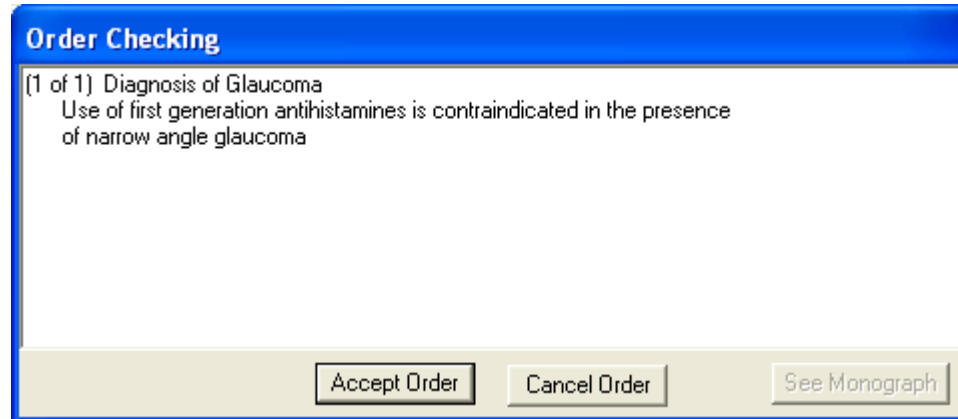 Order Checking
(1 of 1) Diagnosis of Glaucoma
Use of first generation antihistamines is contraindicated in the presence
of narrow angle glaucoma
Accept Order
Cancel Order
See Monograph